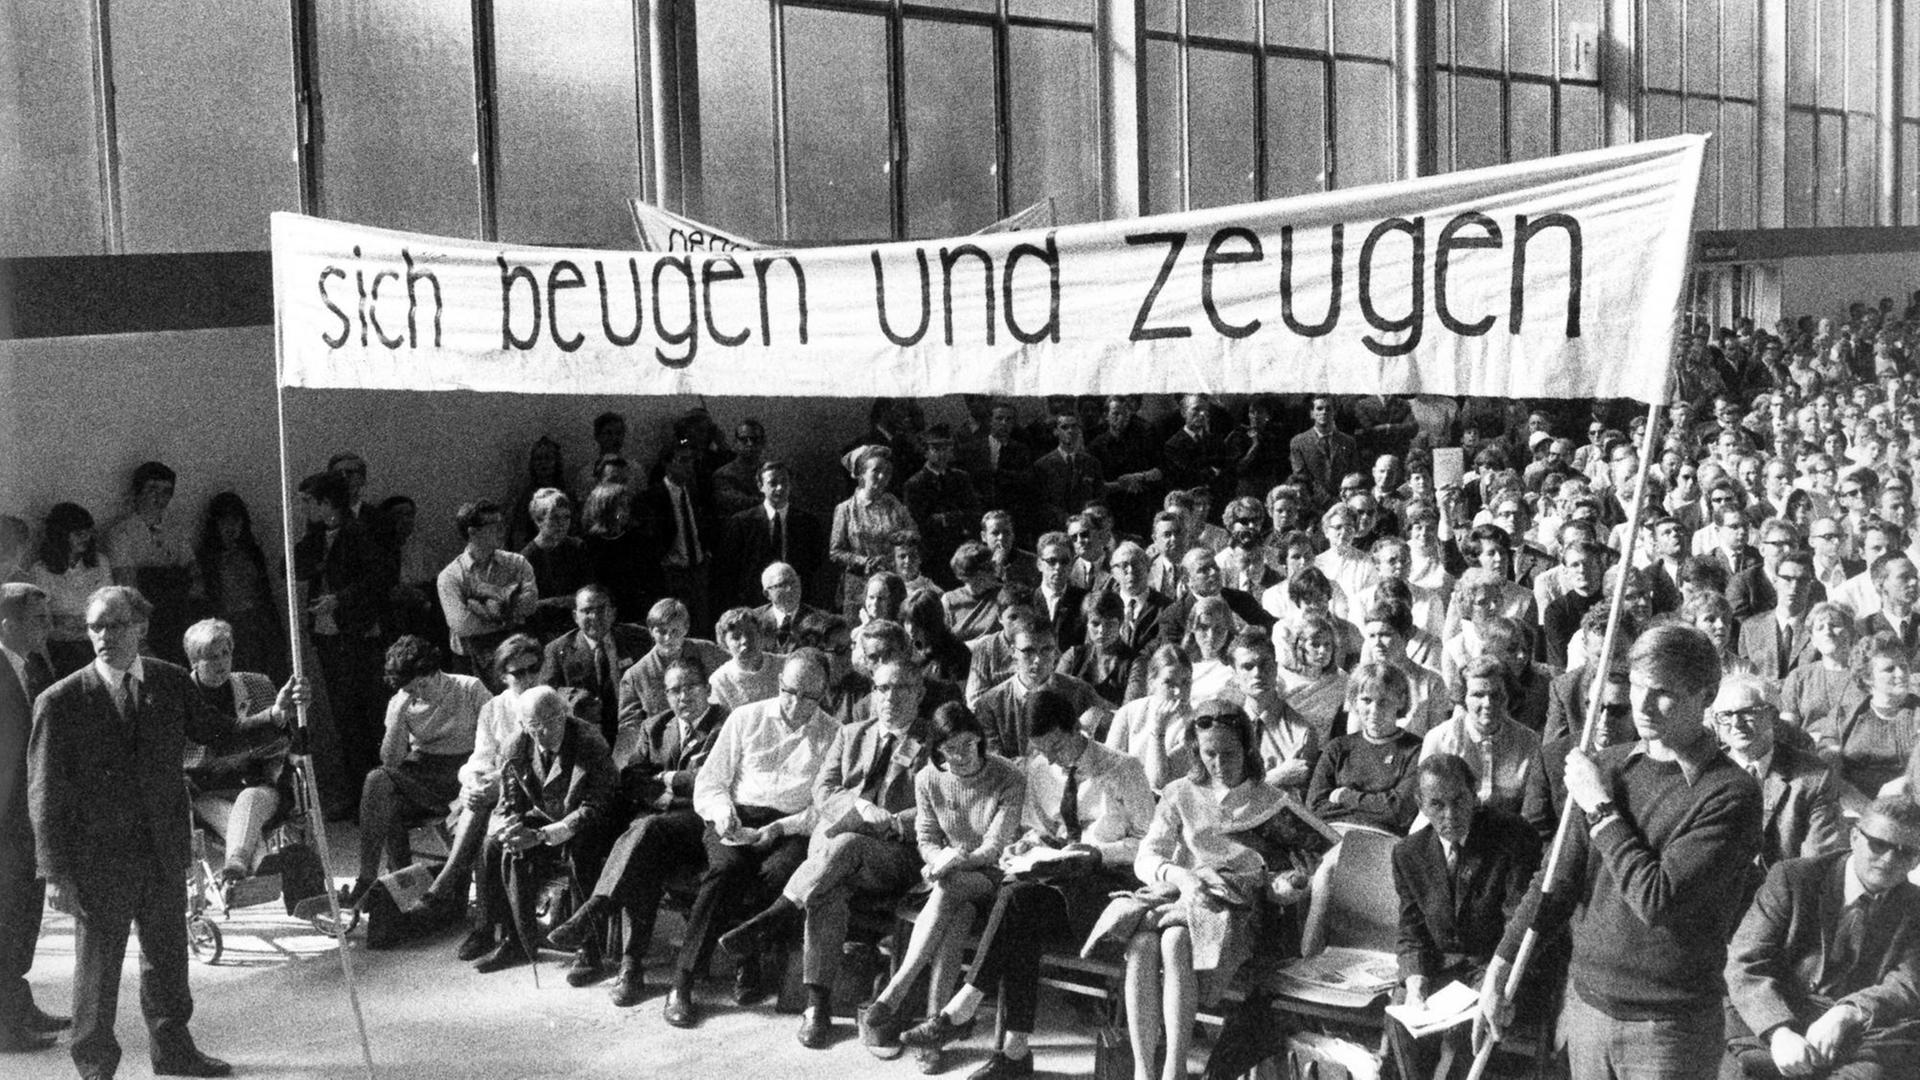 sich beugen und zeugen